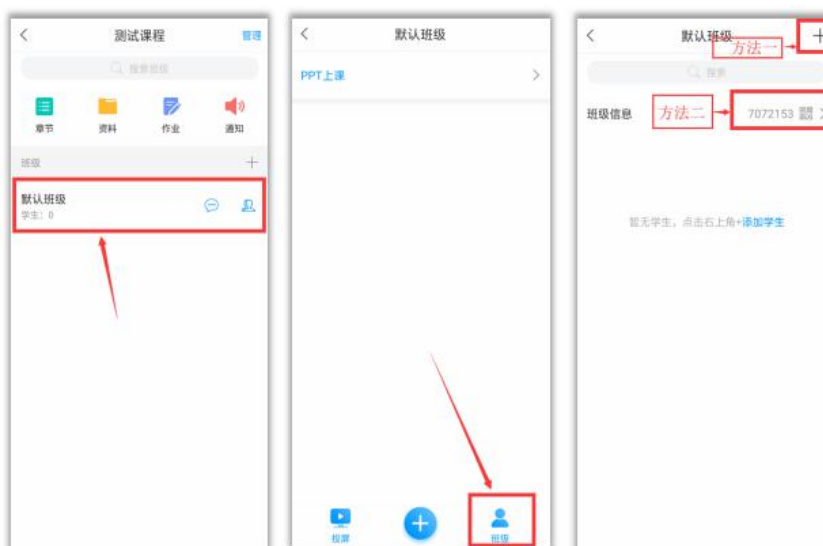 测试课程
管理
搜索班级
章节
资料
作业
通知
班级
默认班级
学生：0
默认班级
PPT上课
投屏
班级
默认班级
方法一
搜索
班级信息
方法二
7072153
暂无学生，点击右上角+添加学生